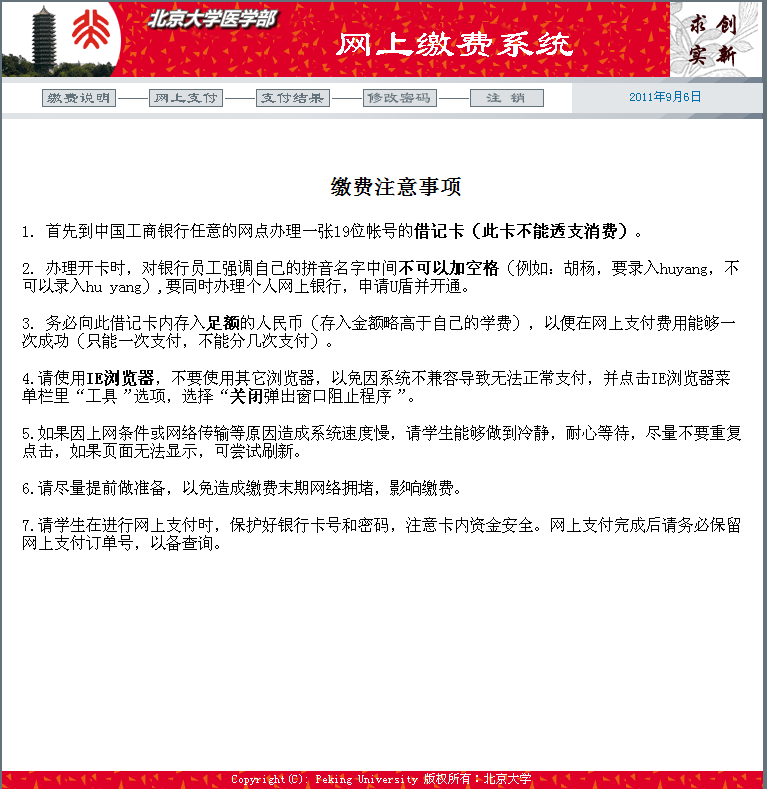 北京大学医学部
网上缴费系统
求实
创新
缴费说明 网上支付 支付结果 修改密码 注 销 2011年9月6日
缴费注意事项
1. 首先到中国工商银行任意的网点办理一张19位帐号的借记卡（此卡不能透支消费）。
2. 办理开卡时，对银行员工强调自己的拼音名字中间不可以加空格（例如：胡杨，要录入huyang，不
可以录入hu yang）,要同时办理个人网上银行，申请U盾并开通。
3. 务必向此借记卡内存入足额的人民币（存入金额略高于自己的学费），以便在网上支付费用能够一
次成功（只能一次支付，不能分几次支付）。
4.请使用IE浏览器，不要使用其它浏览器，以免因系统不兼容导致无法正常支付，并点击IE浏览器菜
单栏里“工具 ”选项，选择“关闭弹出窗口阻止程序 ”。
5.如果因上网条件或网络传输等原因造成系统速度慢，请学生能够做到冷静，耐心等待，尽量不要重复
点击，如果页面无法显示，可尝试刷新。
6.请尽量提前做准备，以免造成缴费末期网络拥堵，影响缴费。
7.请学生在进行网上支付时，保护好银行卡号和密码，注意卡内资金安全。网上支付完成后请务必保留
网上支付订单号，以备查询。
Copyright(C): Peking University 版权所有：北京大学